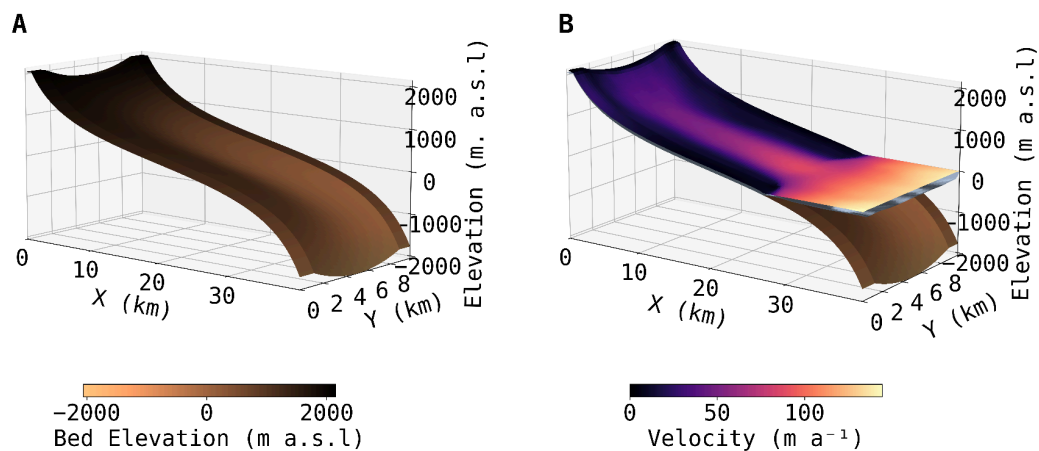 A
2000
1000
0
−1000
−2000
Elevation (m. a.s.l)
0
10
20
30
X (km)
0 2 4 6 8
Y (km)
−2000 0 2000
Bed Elevation (m a.s.l)
B
2000
1000
0
−1000
−2000
Elevation (m a.s.l)
0
10
20
30
X (km)
0 2 4 6 8
Y (km)
0 50 100
Velocity (m a⁻¹)